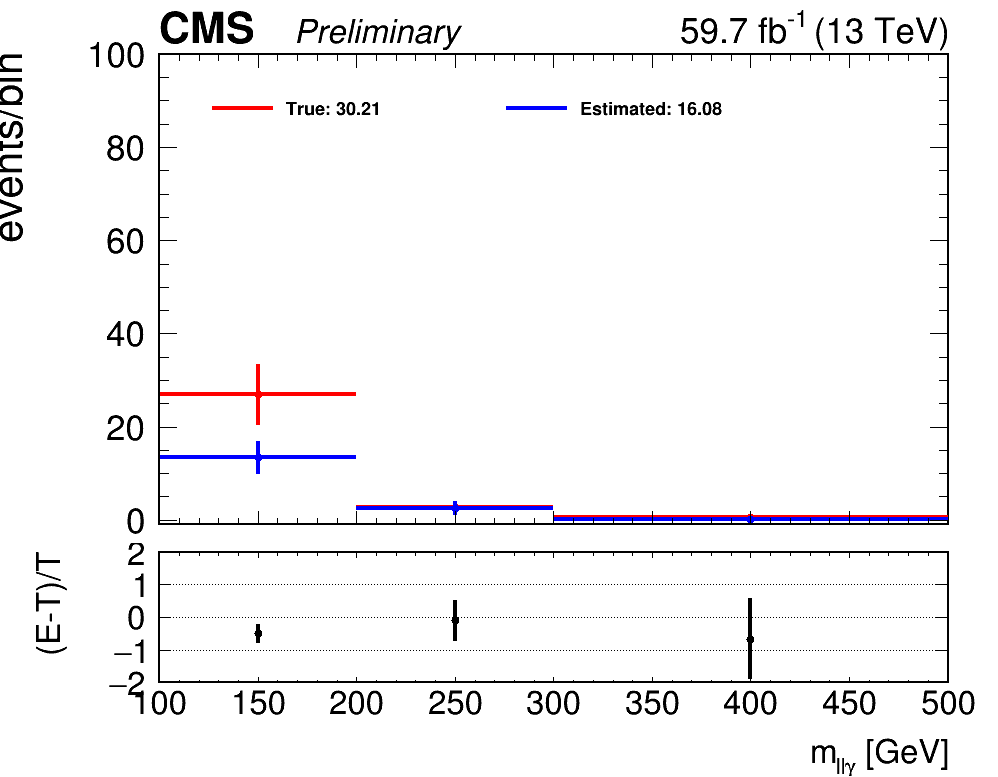 CMS Preliminary 59.7 fb⁻¹ (13 TeV)
events/bin
100
80
60
40
20
0
True: 30.21
Estimated: 16.08
(E-T)/T
2
1
0
−1
−2
100 150 200 250 300 350 400 450 500
m_llγ [GeV]